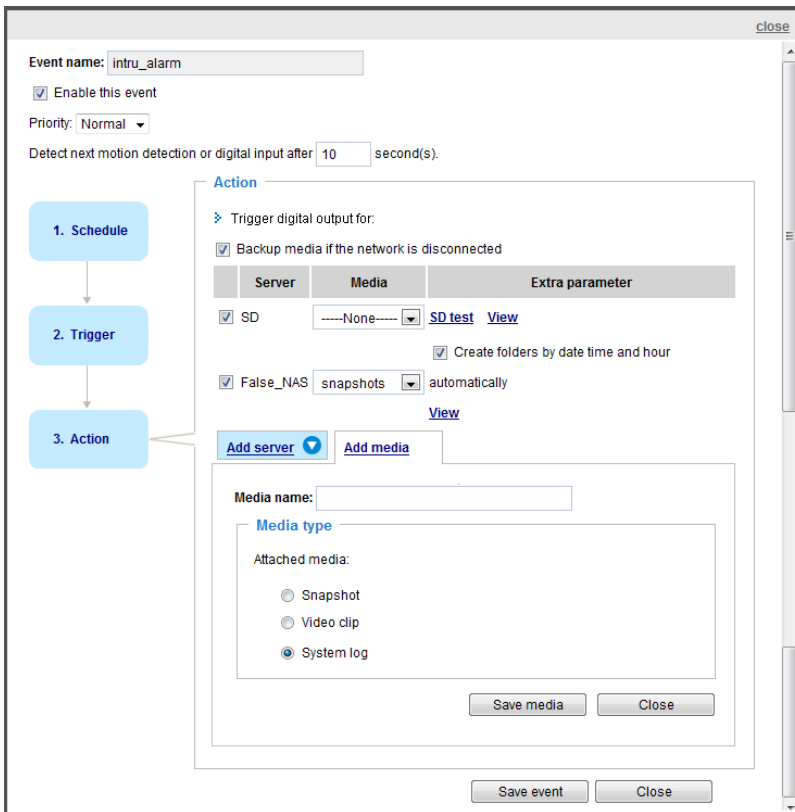 close
Event name: intru_alarm
Enable this event
Priority: Normal
Detect next motion detection or digital input after 10 second(s).
Action
1. Schedule
Trigger digital output for:
Backup media if the network is disconnected
Server Media Extra parameter
SD -----None----- SD test View
2. Trigger
Create folders by date time and hour
False_NAS snapshots automatically
View
3. Action
Add server Add media
Media name:
Media type
Attached media:
Snapshot
Video clip
System log
Save media Close
Save event Close